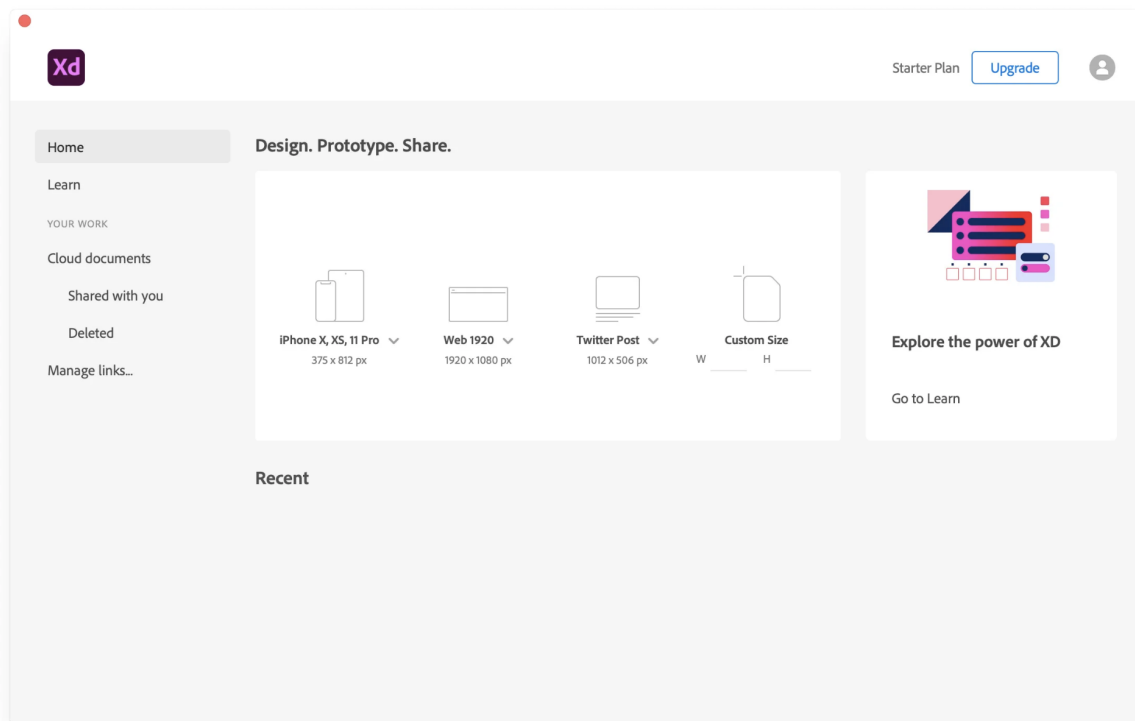 Xd
Starter Plan
Upgrade
Home
Learn
YOUR WORK
Cloud documents
Shared with you
Deleted
Manage links...
Design. Prototype. Share.
iPhone X, XS, 11 Pro
375 x 812 px
Web 1920
1920 x 1080 px
Twitter Post
1012 x 506 px
Custom Size
W H
Explore the power of XD
Go to Learn
Recent